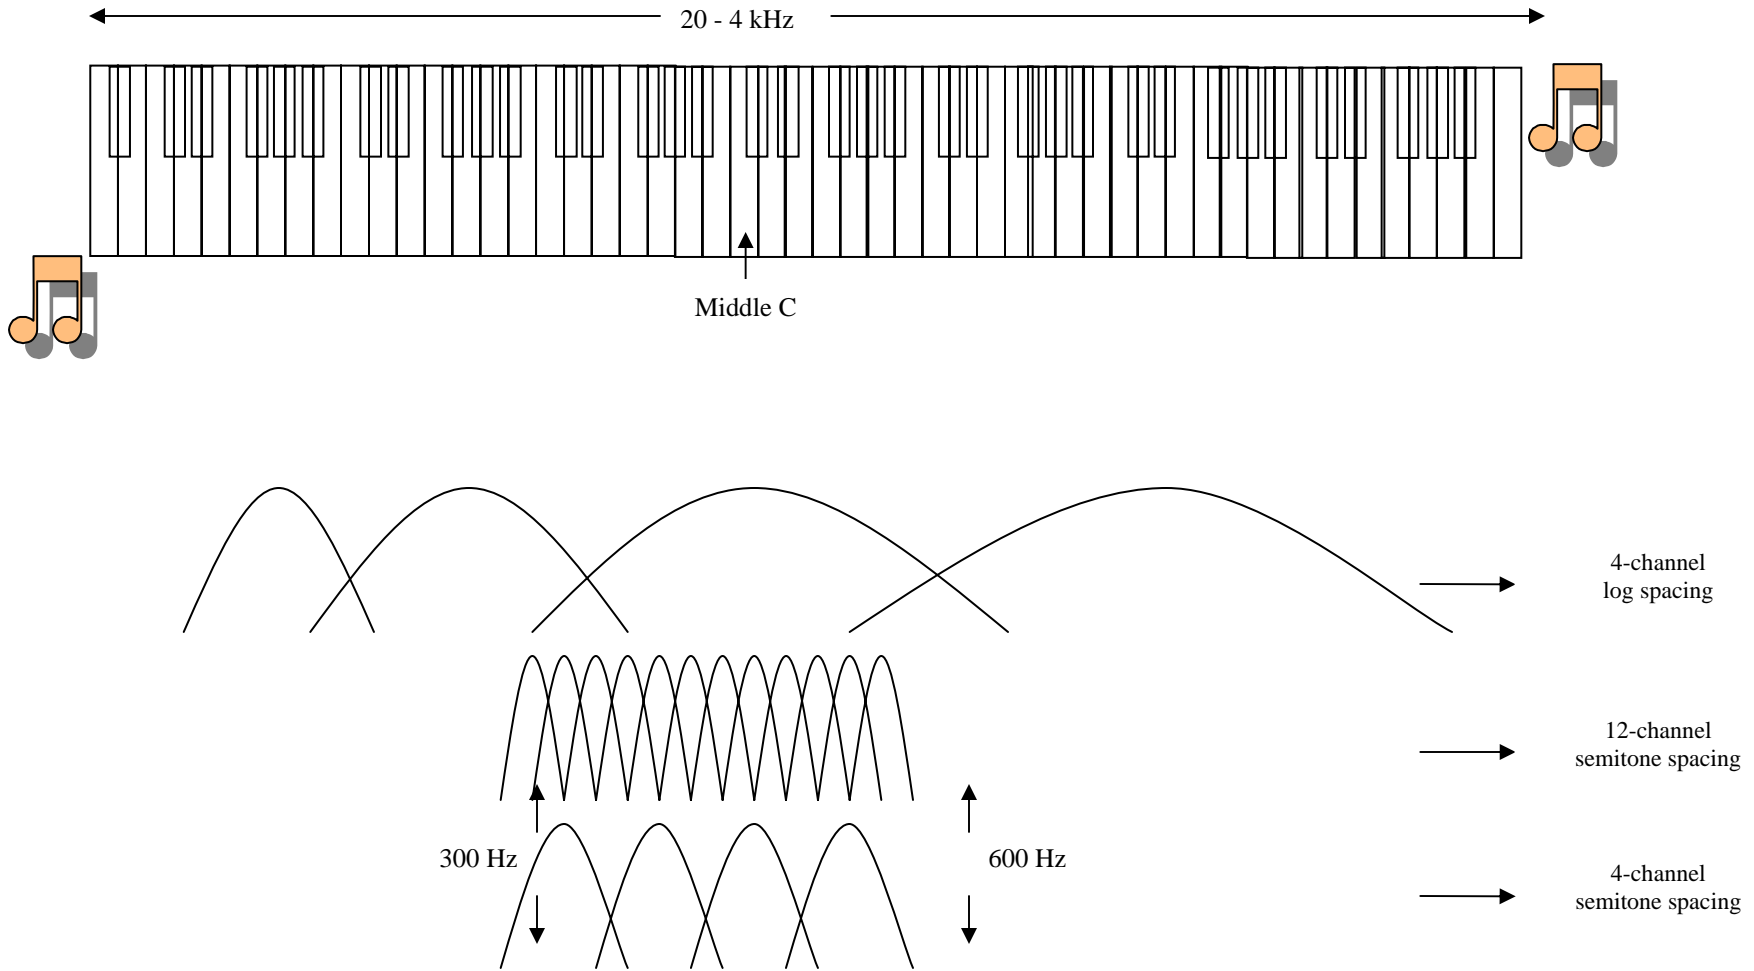 20 - 4 kHz
Middle C
4-channel
log spacing
12-channel
semitone spacing
300 Hz
600 Hz
4-channel
semitone spacing